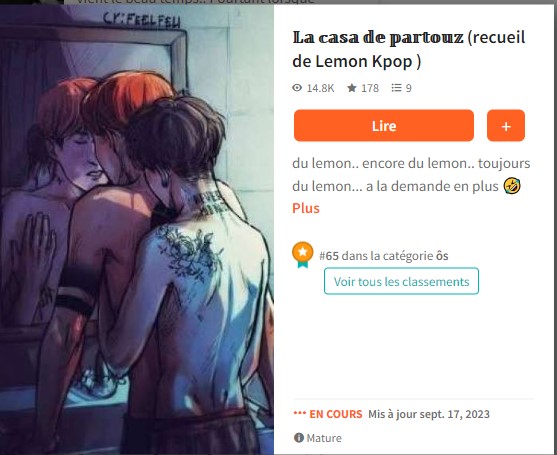 vient le beau temps.. Pourtant lorsque
CR:FEELFELI
La casa de partouz (recueil
de Lemon Kpop )
14.8K 178 9
Lire +
du lemon.. encore du lemon.. toujours
du lemon... a la demande en plus 🤣
Plus
#65 dans la catégorie ôs
Voir tous les classements
••• EN COURS Mis à jour sept. 17, 2023
Mature